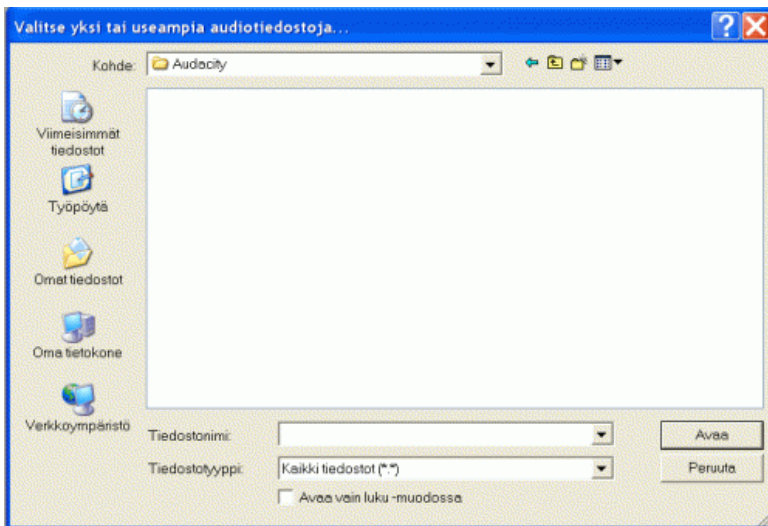 Valitse yksi tai useampia audiotiedostoja...
Kohde: Audacity
Viimeisimmät
tiedostot
Työpöytä
Omat tiedostot
Oma tietokone
Verkkoympäristö
Tiedostonimi:
Avaa
Tiedostotyyppi: Kaikki tiedostot (*.*)
Peruuta
Avaa vain luku -muodossa